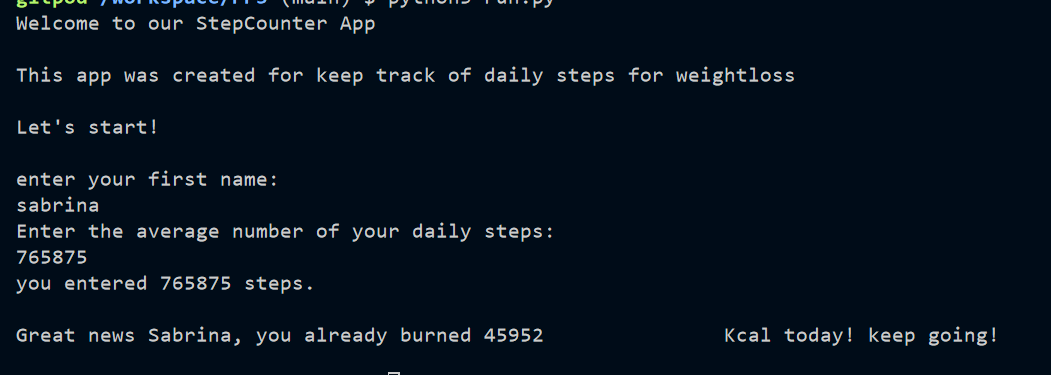 gitpod /workspace/PP3 (main) $ python3 run.py
Welcome to our StepCounter App
This app was created for keep track of daily steps for weightloss
Let's start!
enter your first name:
sabrina
Enter the average number of your daily steps:
765875
you entered 765875 steps.
Great news Sabrina, you already burned 45952 Kcal today! keep going!